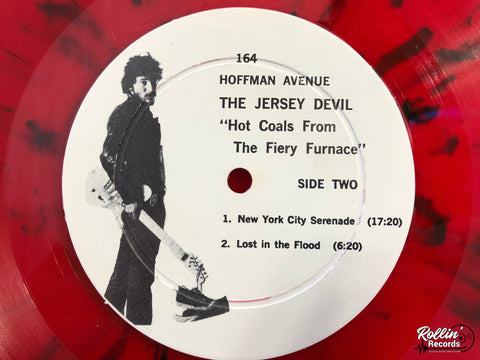 164
HOFFMAN AVENUE
THE JERSEY DEVIL
"Hot Coals From
The Fiery Furnace"
SIDE TWO
1. New York City Serenade (17:20)
2. Lost in the Flood (6:20)
Rollin'
Records